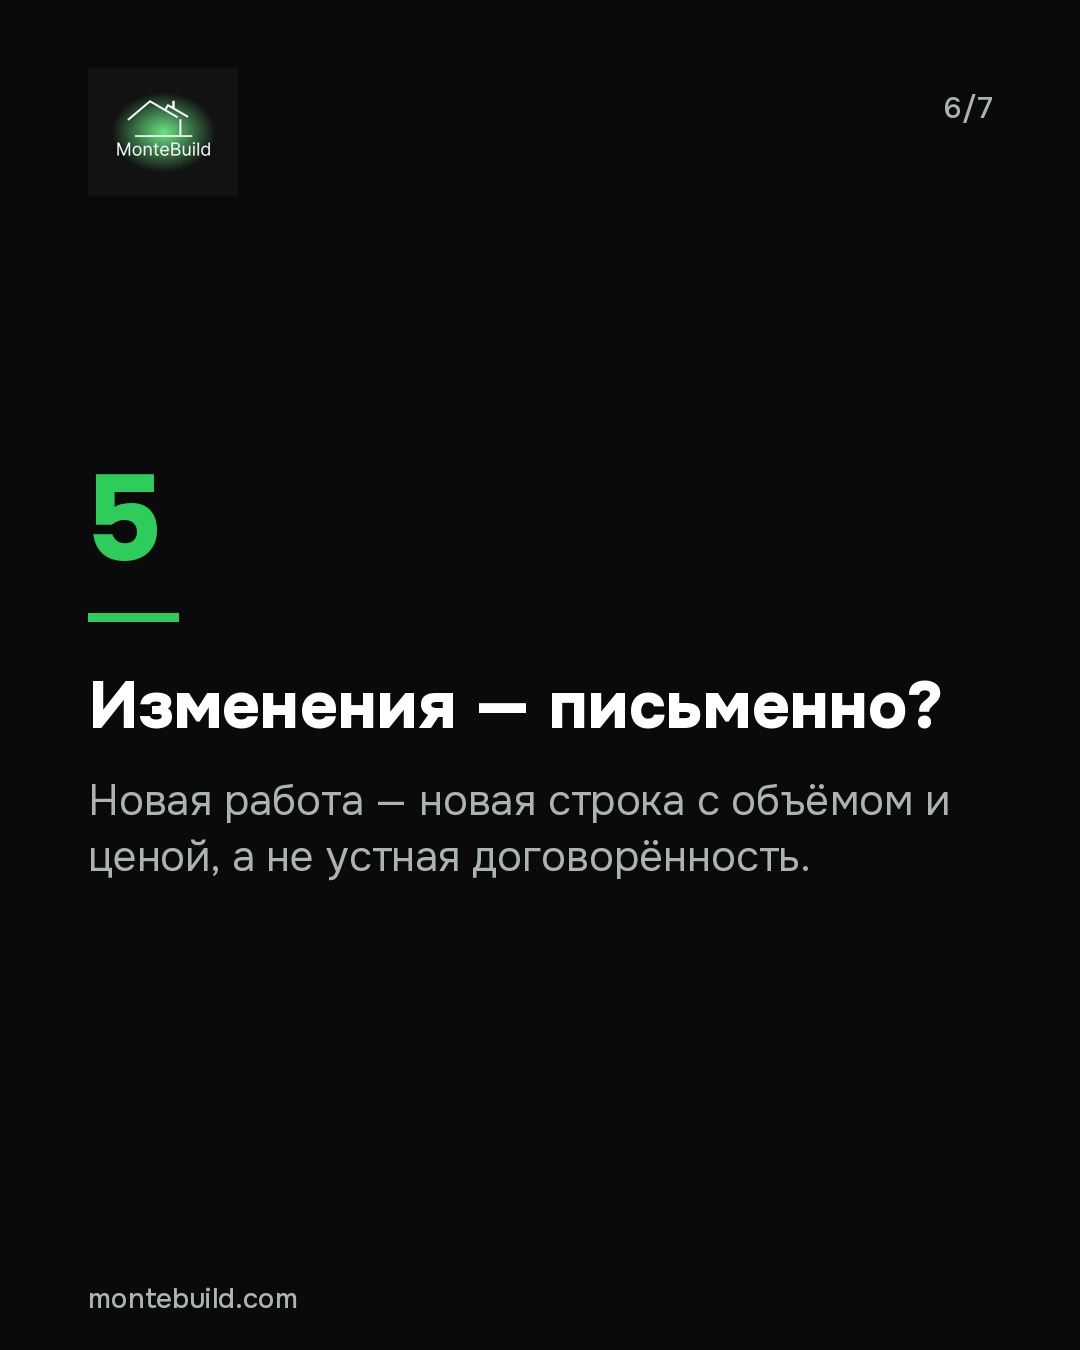 MonteBuild
6/7
5
Изменения — письменно?
Новая работа — новая строка с объёмом и
ценой, а не устная договорённость.
montebuild.com